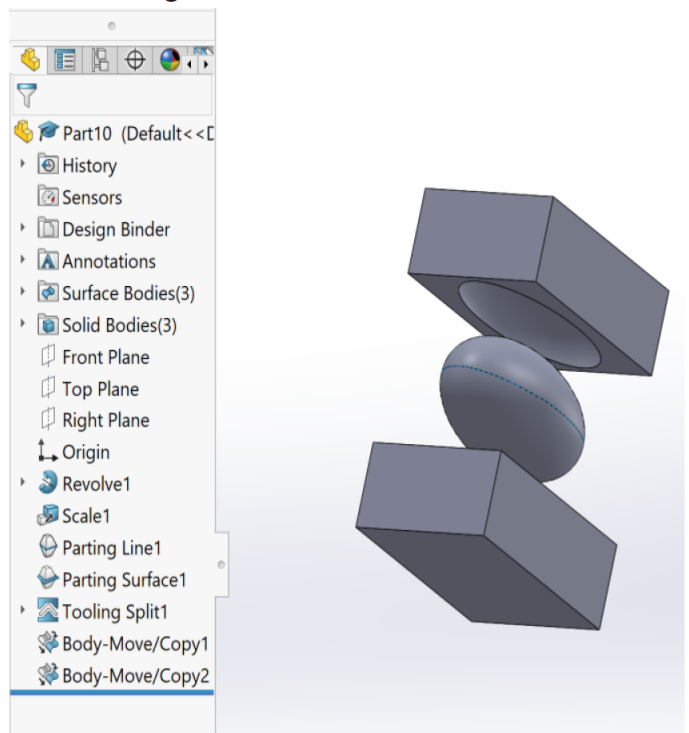 Part10 (Default<<D
History
Sensors
Design Binder
Annotations
Surface Bodies(3)
Solid Bodies(3)
Front Plane
Top Plane
Right Plane
Origin
Revolve1
Scale1
Parting Line1
Parting Surface1
Tooling Split1
Body-Move/Copy1
Body-Move/Copy2